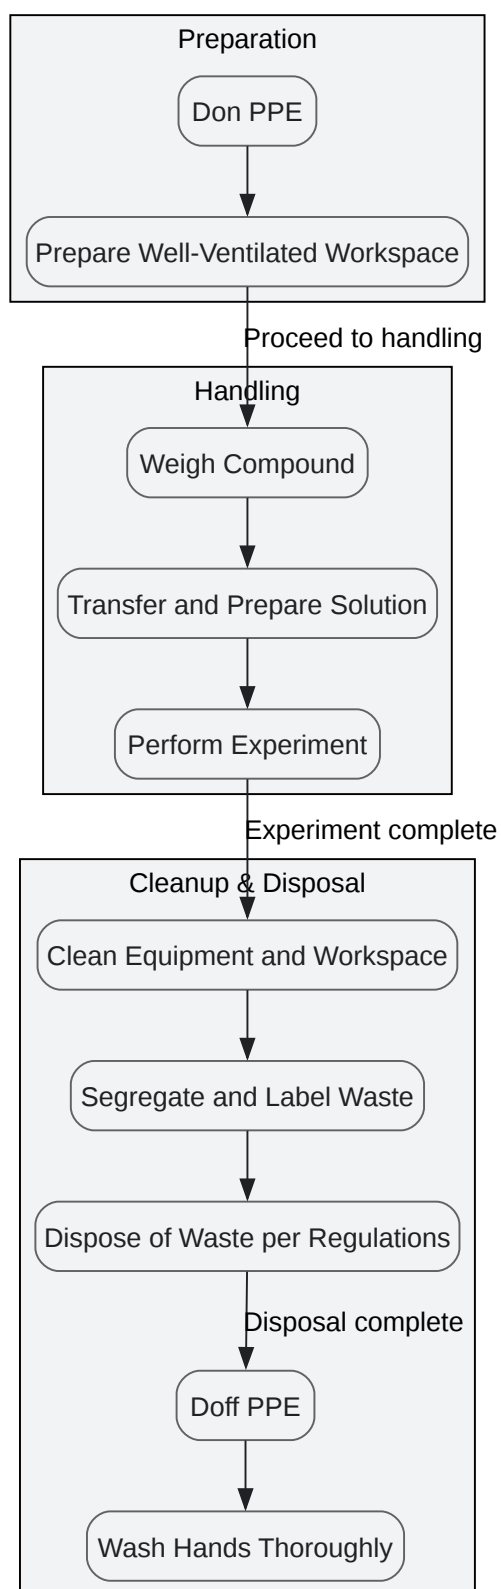 Preparation
Don PPE
Prepare Well-Ventilated Workspace
Proceed to handling
Handling
Weigh Compound
Transfer and Prepare Solution
Perform Experiment
Experiment complete
Cleanup & Disposal
Clean Equipment and Workspace
Segregate and Label Waste
Dispose of Waste per Regulations
Disposal complete
Doff PPE
Wash Hands Thoroughly